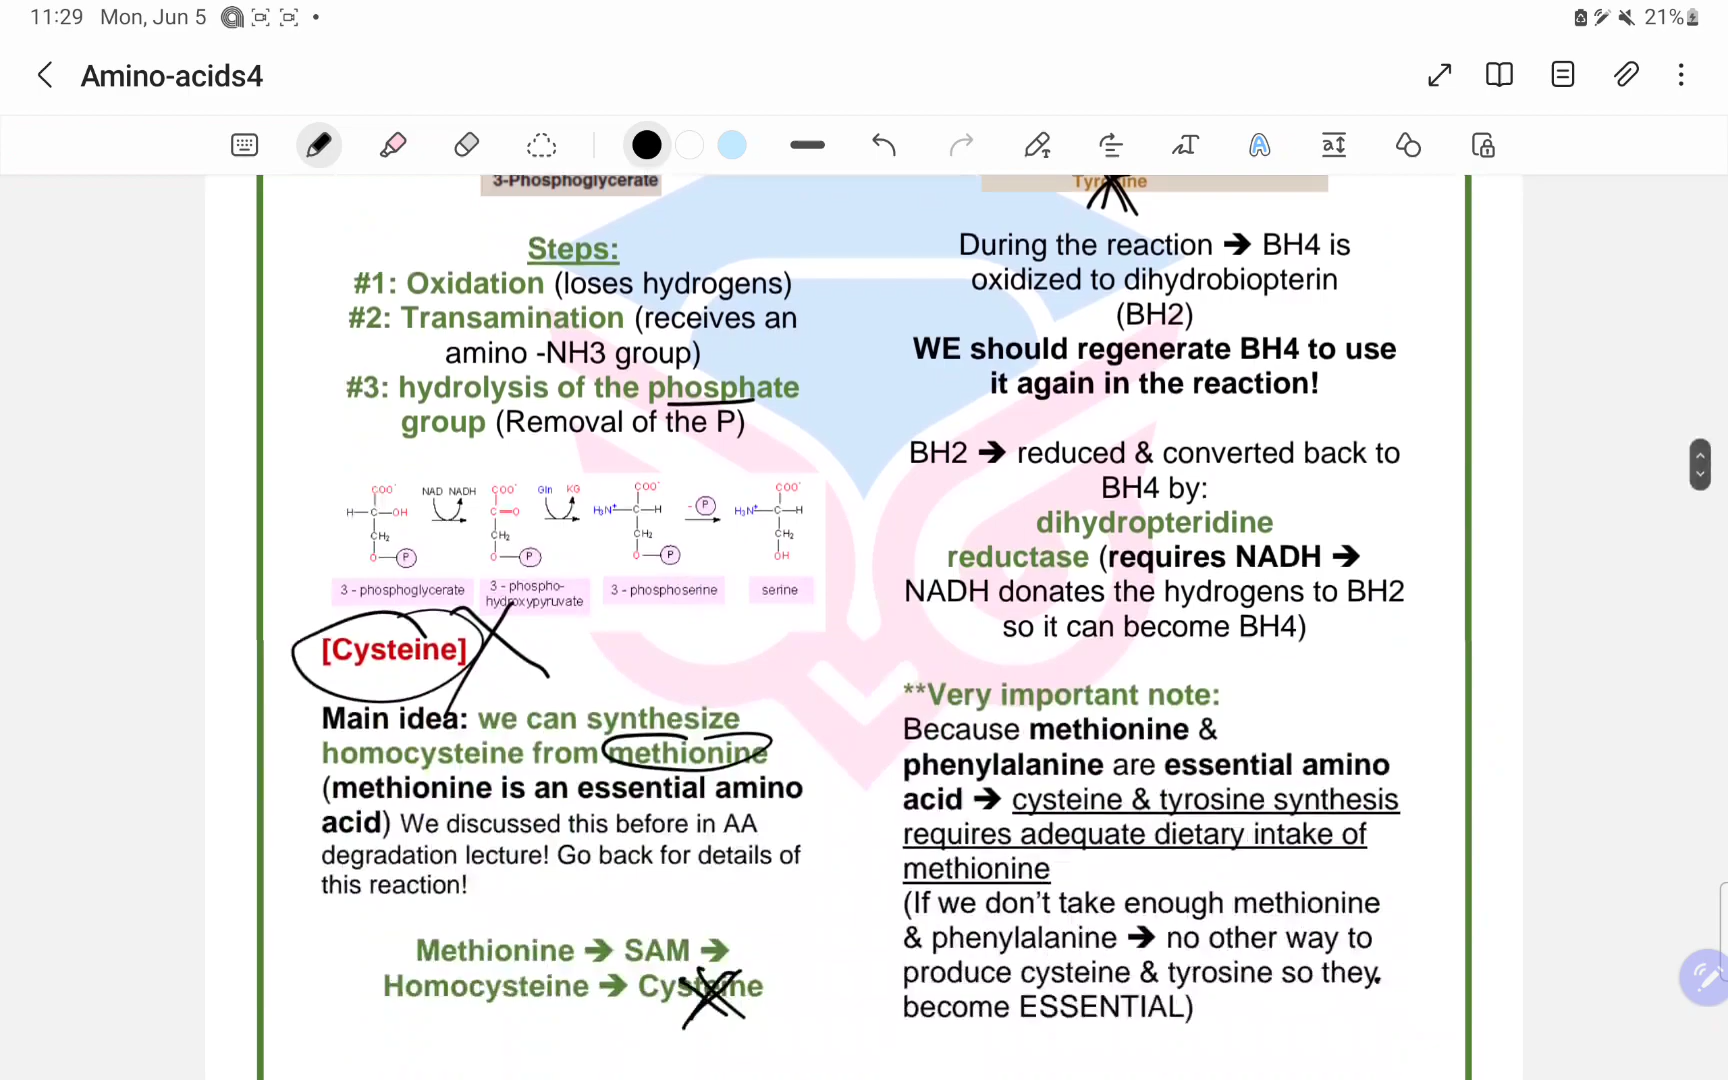 11:29 Mon, Jun 5
21%
Amino-acids4
3-Phosphoglycerate
Steps:
#1: Oxidation (loses hydrogens)
#2: Transamination (receives an
amino -NH3 group)
#3: hydrolysis of the phosphate
group (Removal of the P)
COO⁻
NAD NADH
COO⁻
Gln KG
COO⁻
COO⁻
H—C—OH
C=O
H₃N⁺—C—H
- P
H₃N⁺—C—H
CH₂
CH₂
CH₂
CH₂
O—P
O—P
O—P
OH
3 - phosphoglycerate
3 - phospho-
hydroxypyruvate
3 - phosphoserine
serine
[Cysteine]
Main idea: we can synthesize
homocysteine from methionine
(methionine is an essential amino
acid) We discussed this before in AA
degradation lecture! Go back for details of
this reaction!
Methionine ➔ SAM ➔
Homocysteine ➔ Cysteine
Tyrosine
During the reaction ➔ BH4 is
oxidized to dihydrobiopterin
(BH2)
WE should regenerate BH4 to use
it again in the reaction!
BH2 ➔ reduced & converted back to
BH4 by:
dihydropteridine
reductase (requires NADH ➔
NADH donates the hydrogens to BH2
so it can become BH4)
**Very important note:
Because methionine &
phenylalanine are essential amino
acid ➔ cysteine & tyrosine synthesis
requires adequate dietary intake of
methionine
(If we don't take enough methionine
& phenylalanine ➔ no other way to
produce cysteine & tyrosine so they
become ESSENTIAL)